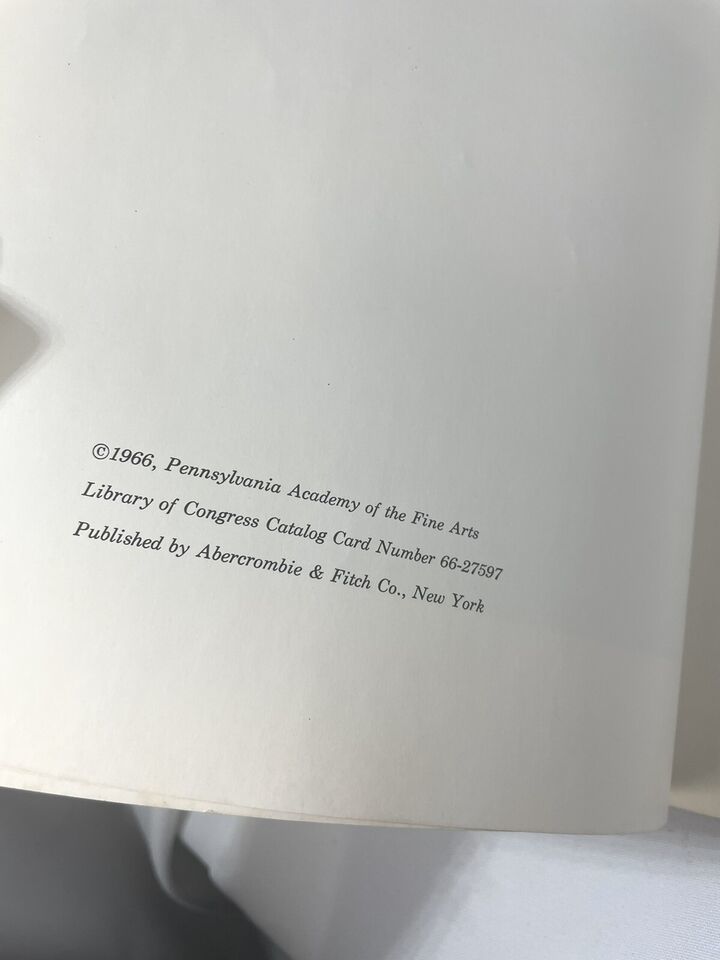 ©1966, Pennsylvania Academy of the Fine Arts
Library of Congress Catalog Card Number 66-27597
Published by Abercrombie & Fitch Co., New York